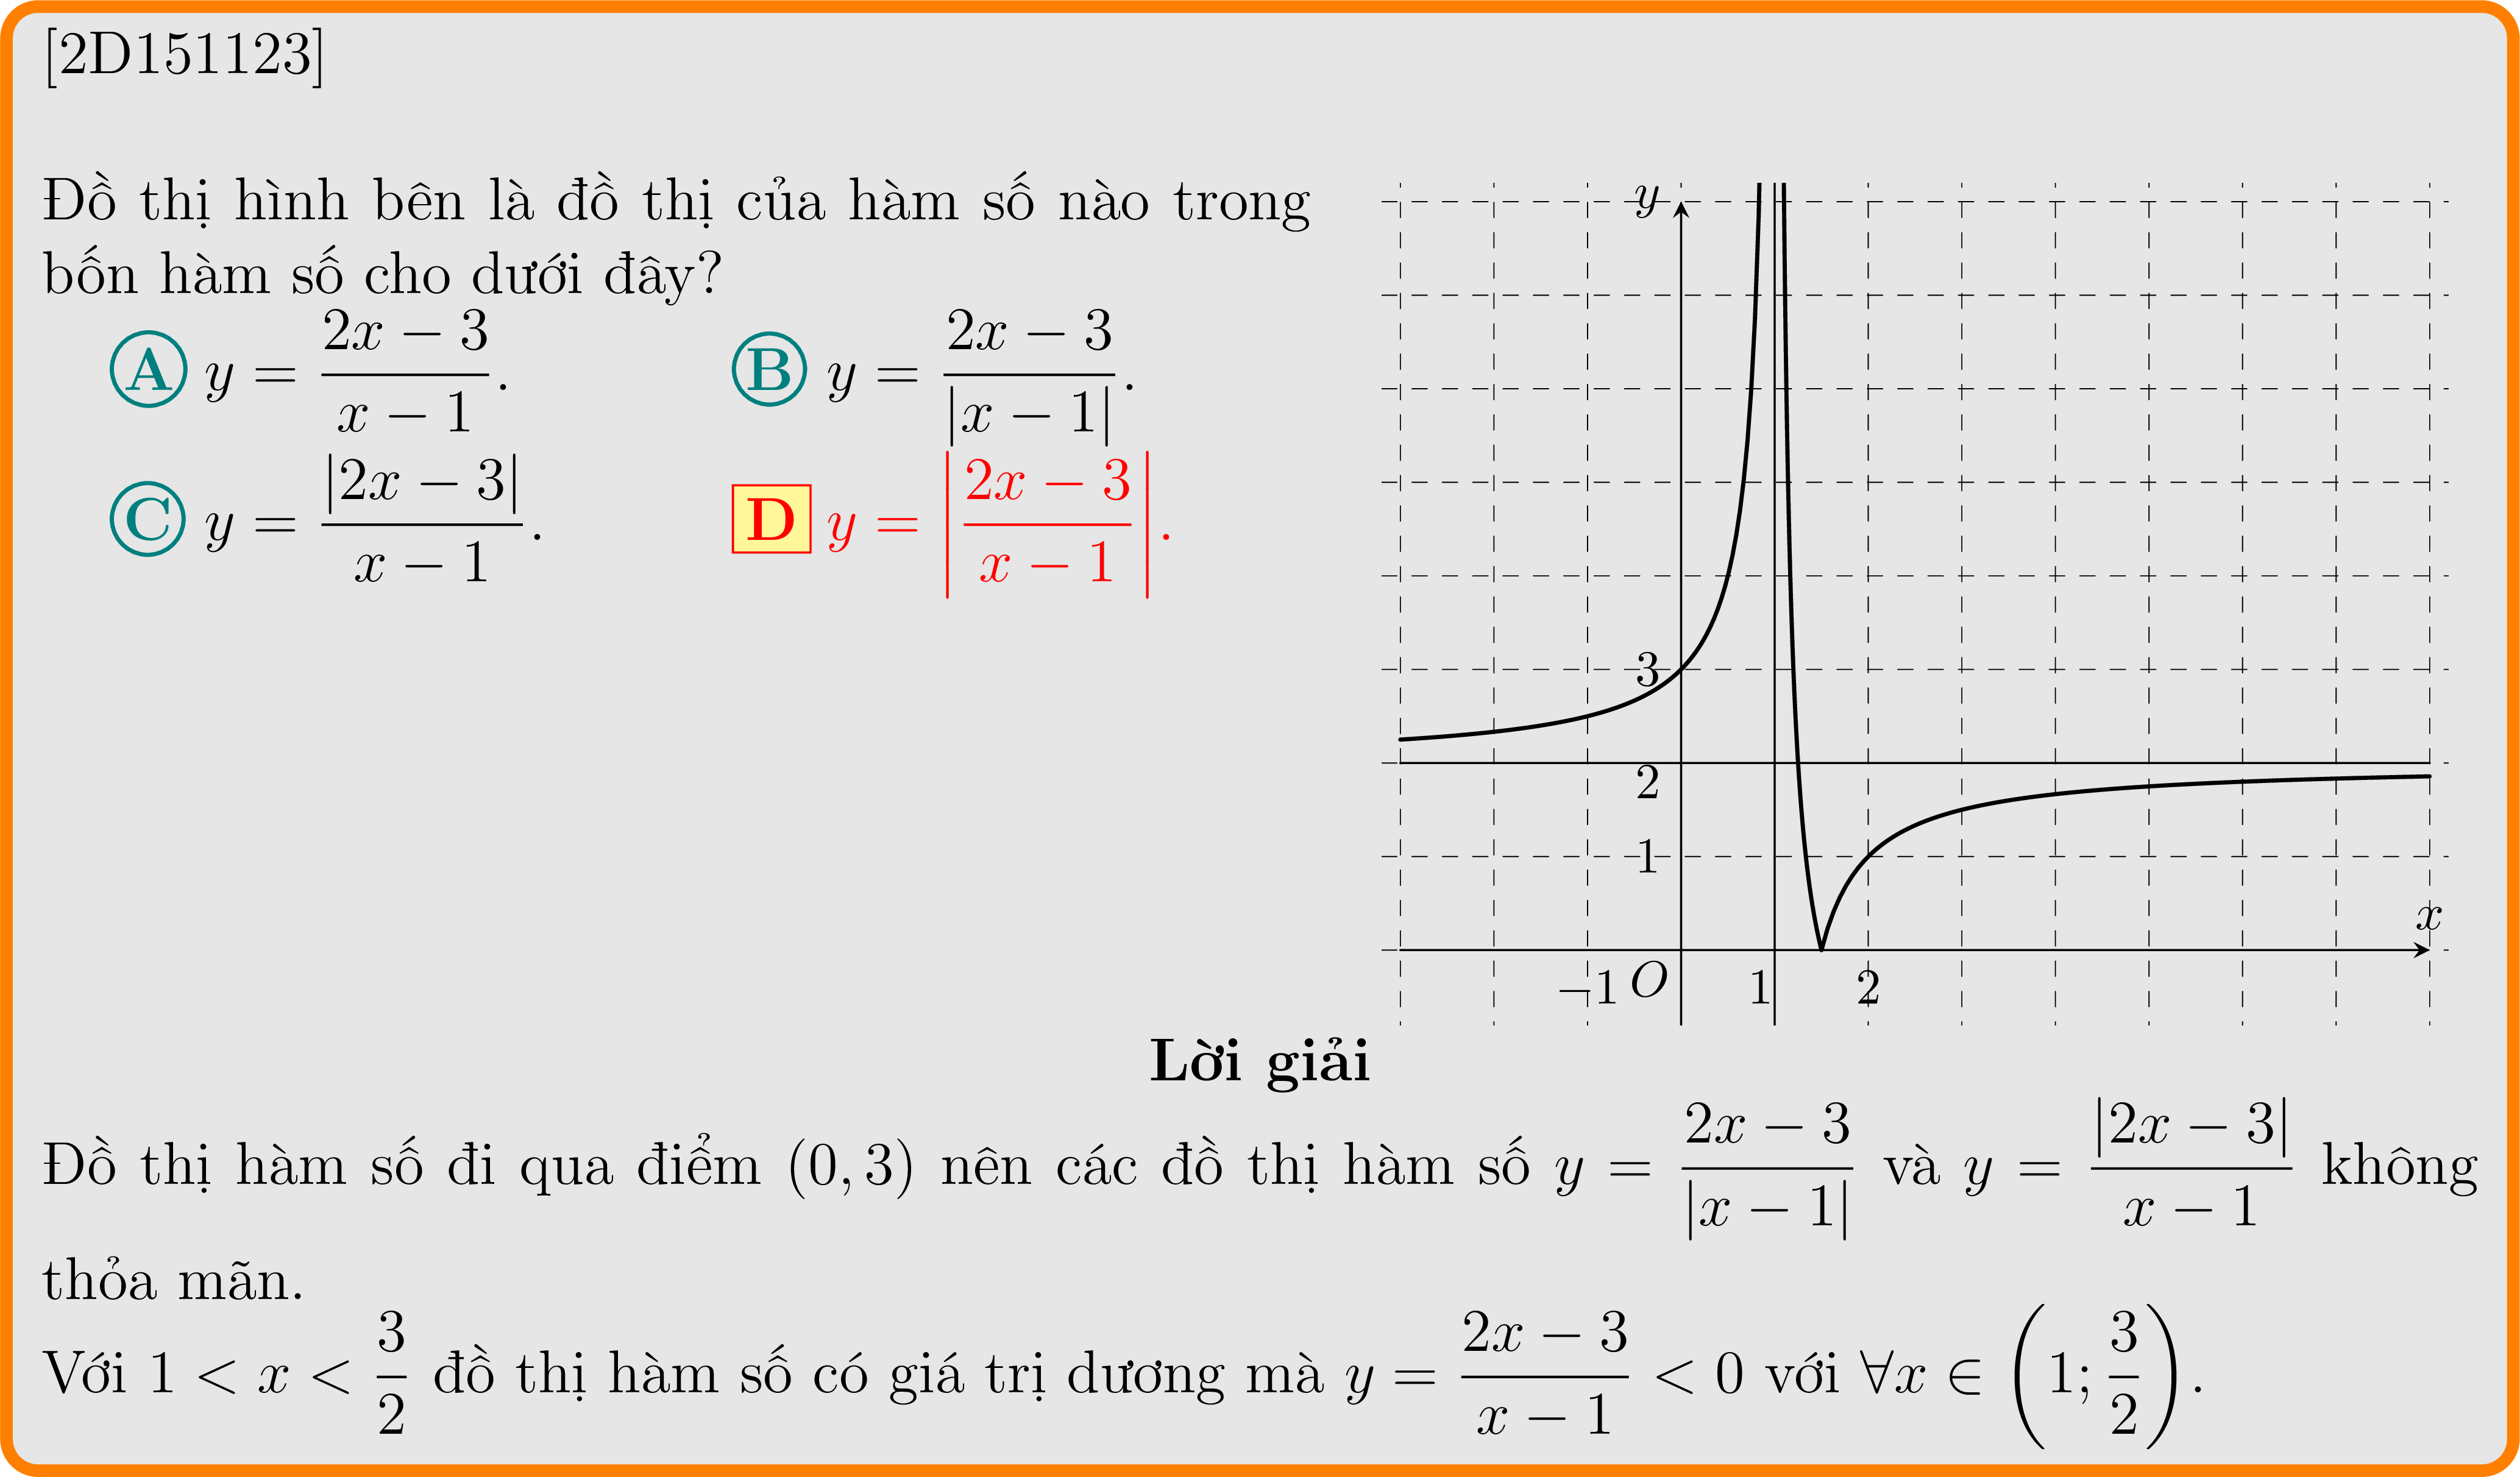 [2D151123]
Đồ thị hình bên là đồ thị của hàm số nào trong
bốn hàm số cho dưới đây?
A y = \frac{2x − 3}{x − 1}. B y = \frac{2x − 3}{|x − 1|}.
C y = \frac{|2x − 3|}{x − 1}. D y = \left|\frac{2x − 3}{x − 1}\right|.
y
3
2
1
x
−1 O 1 2
Lời giải
Đồ thị hàm số đi qua điểm (0, 3) nên các đồ thị hàm số y = \frac{2x − 3}{|x − 1|} và y = \frac{|2x − 3|}{x − 1} không
thỏa mãn.
Với 1 < x < \frac{3}{2} đồ thị hàm số có giá trị dương mà y = \frac{2x − 3}{x − 1} < 0 với ∀x ∈ \left(1; \frac{3}{2}\right).